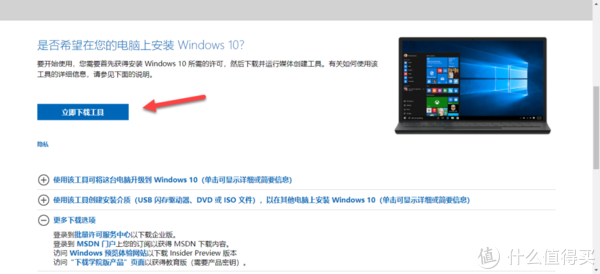 是否希望在您的电脑上安装 Windows 10?
要开始使用，您需要首先获得安装 Windows 10 所需的许可，然后下载并运行媒体创建工具。有关如何使用该
工具的详细信息，请参见下面的说明。
立即下载工具
隐私
使用该工具可将这台电脑升级到 Windows 10（单击可显示详细或简要信息）
使用该工具创建安装介质（USB 闪存驱动器、DVD 或 ISO 文件），以在其他电脑上安装 Windows 10（单击可显示详细或简要信息）
更多下载选项
登录到批量许可服务中心以下载企业版。
登录到 MSDN 门户上您的订阅以获得 MSDN 下载内容。
访问 Windows 预览体验网站以下载 Insider Preview 版本
访问“下载学院版产品”页面以获得教育版（需要产品密钥）。
值 什么值得买